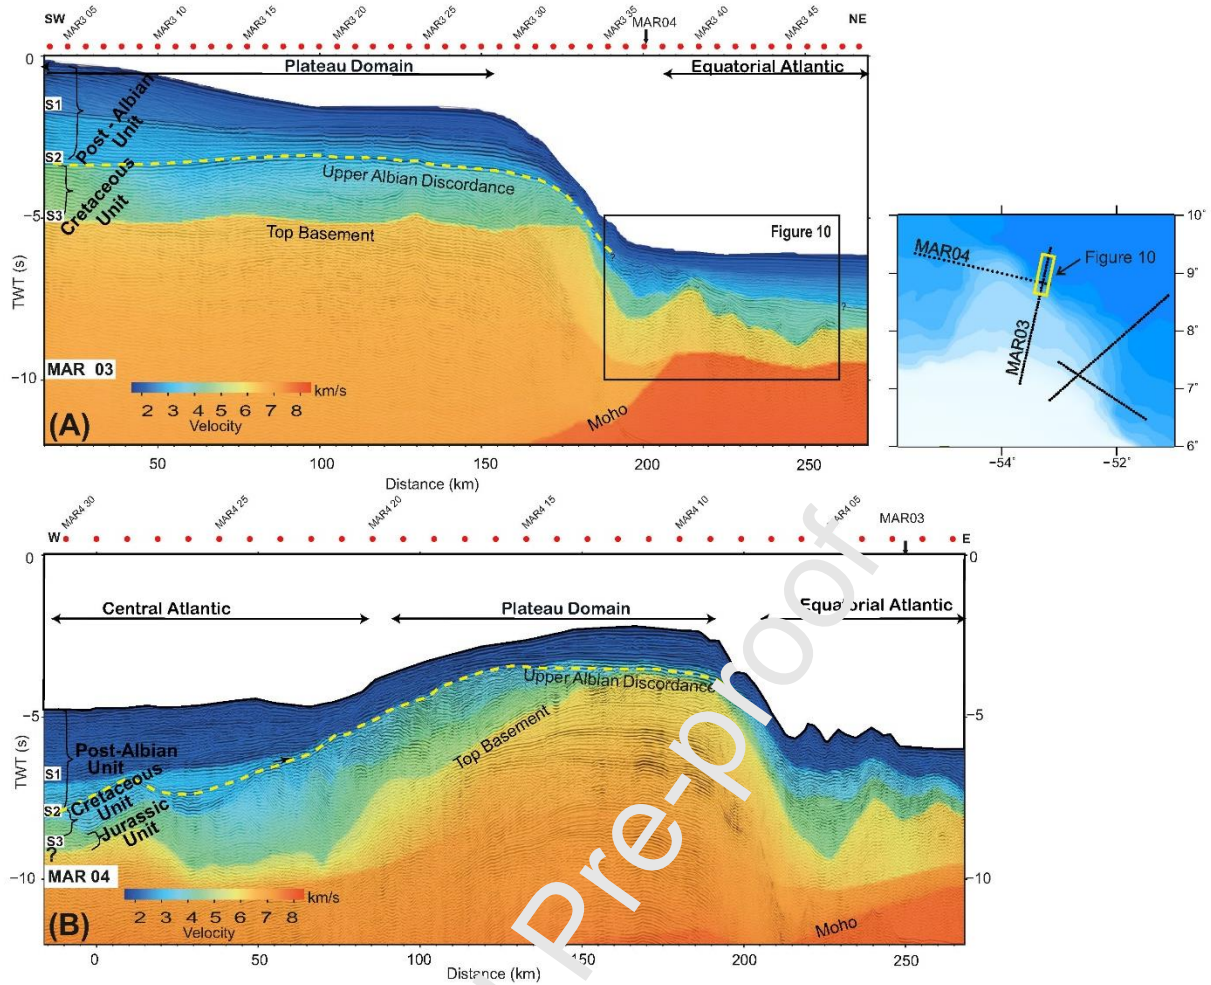 SW
MAR3 05
MAR3 10
MAR3 15
MAR3 20
MAR3 25
MAR3 30
MAR3 35
MAR04
MAR3 40
MAR3 45
NE
0
Plateau Domain
Equatorial Atlantic
S1
Post - Albian
Unit
S2
Cretaceous
Unit
S3
Upper Albian Discordance
−5
Top Basement
Figure 10
?
?
TWT (s)
MAR 03
−10
2 3 4 5 6 7 8
km/s
Velocity
(A)
Moho
50 100 150 200 250
Distance (km)
10°
9°
8°
7°
6°
−54° −52°
MAR04
MAR03
Figure 10
MAR4 30
MAR4 25
MAR4 20
MAR4 15
MAR4 10
AR4 05
MAR03
W
E
0
0
Central Atlantic
Plateau Domain
Equatorial Atlantic
Upper Albian Discordance
−5
−5
Top Basement
TWT (s)
Post-Albian
Unit
S1
S2
Cretaceous
Unit
Jurassic
Unit
S3
?
MAR 04
−10
−10
2 3 4 5 6 7 8
km/s
Velocity
(B)
Moho
0 50 100 150 200 250
Distance (km)
Pre-proof